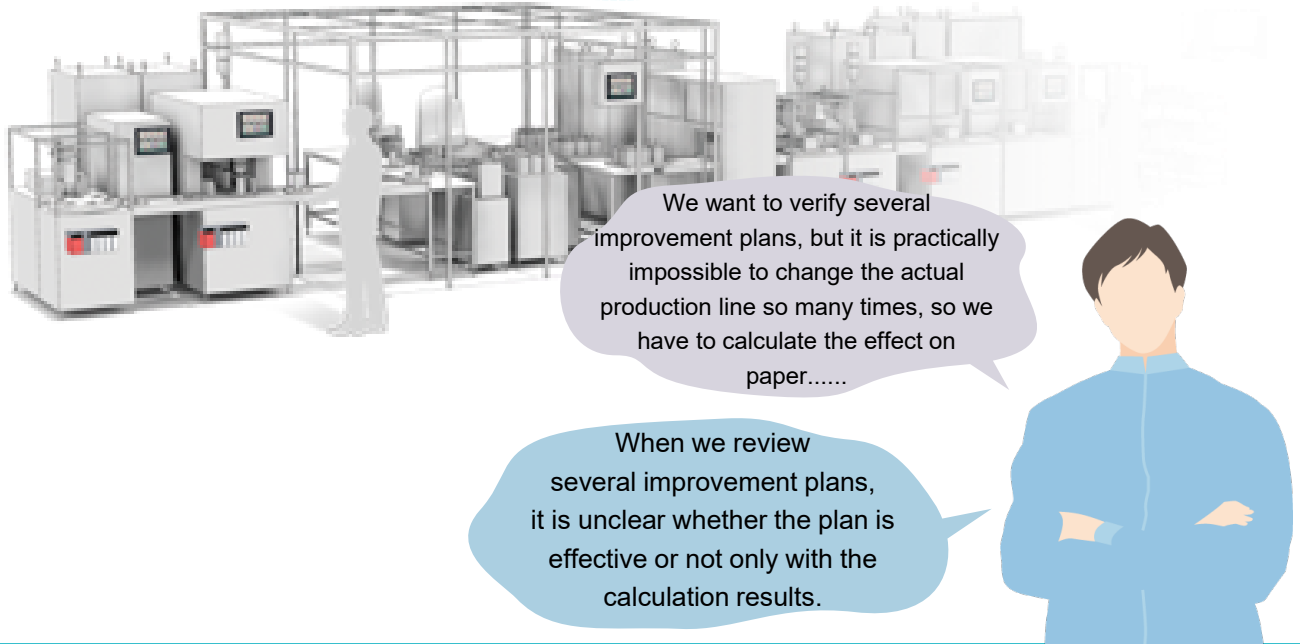 We want to verify several
improvement plans, but it is practically
impossible to change the actual
production line so many times, so we
have to calculate the effect on
paper......
When we review
several improvement plans,
it is unclear whether the plan is
effective or not only with the
calculation results.